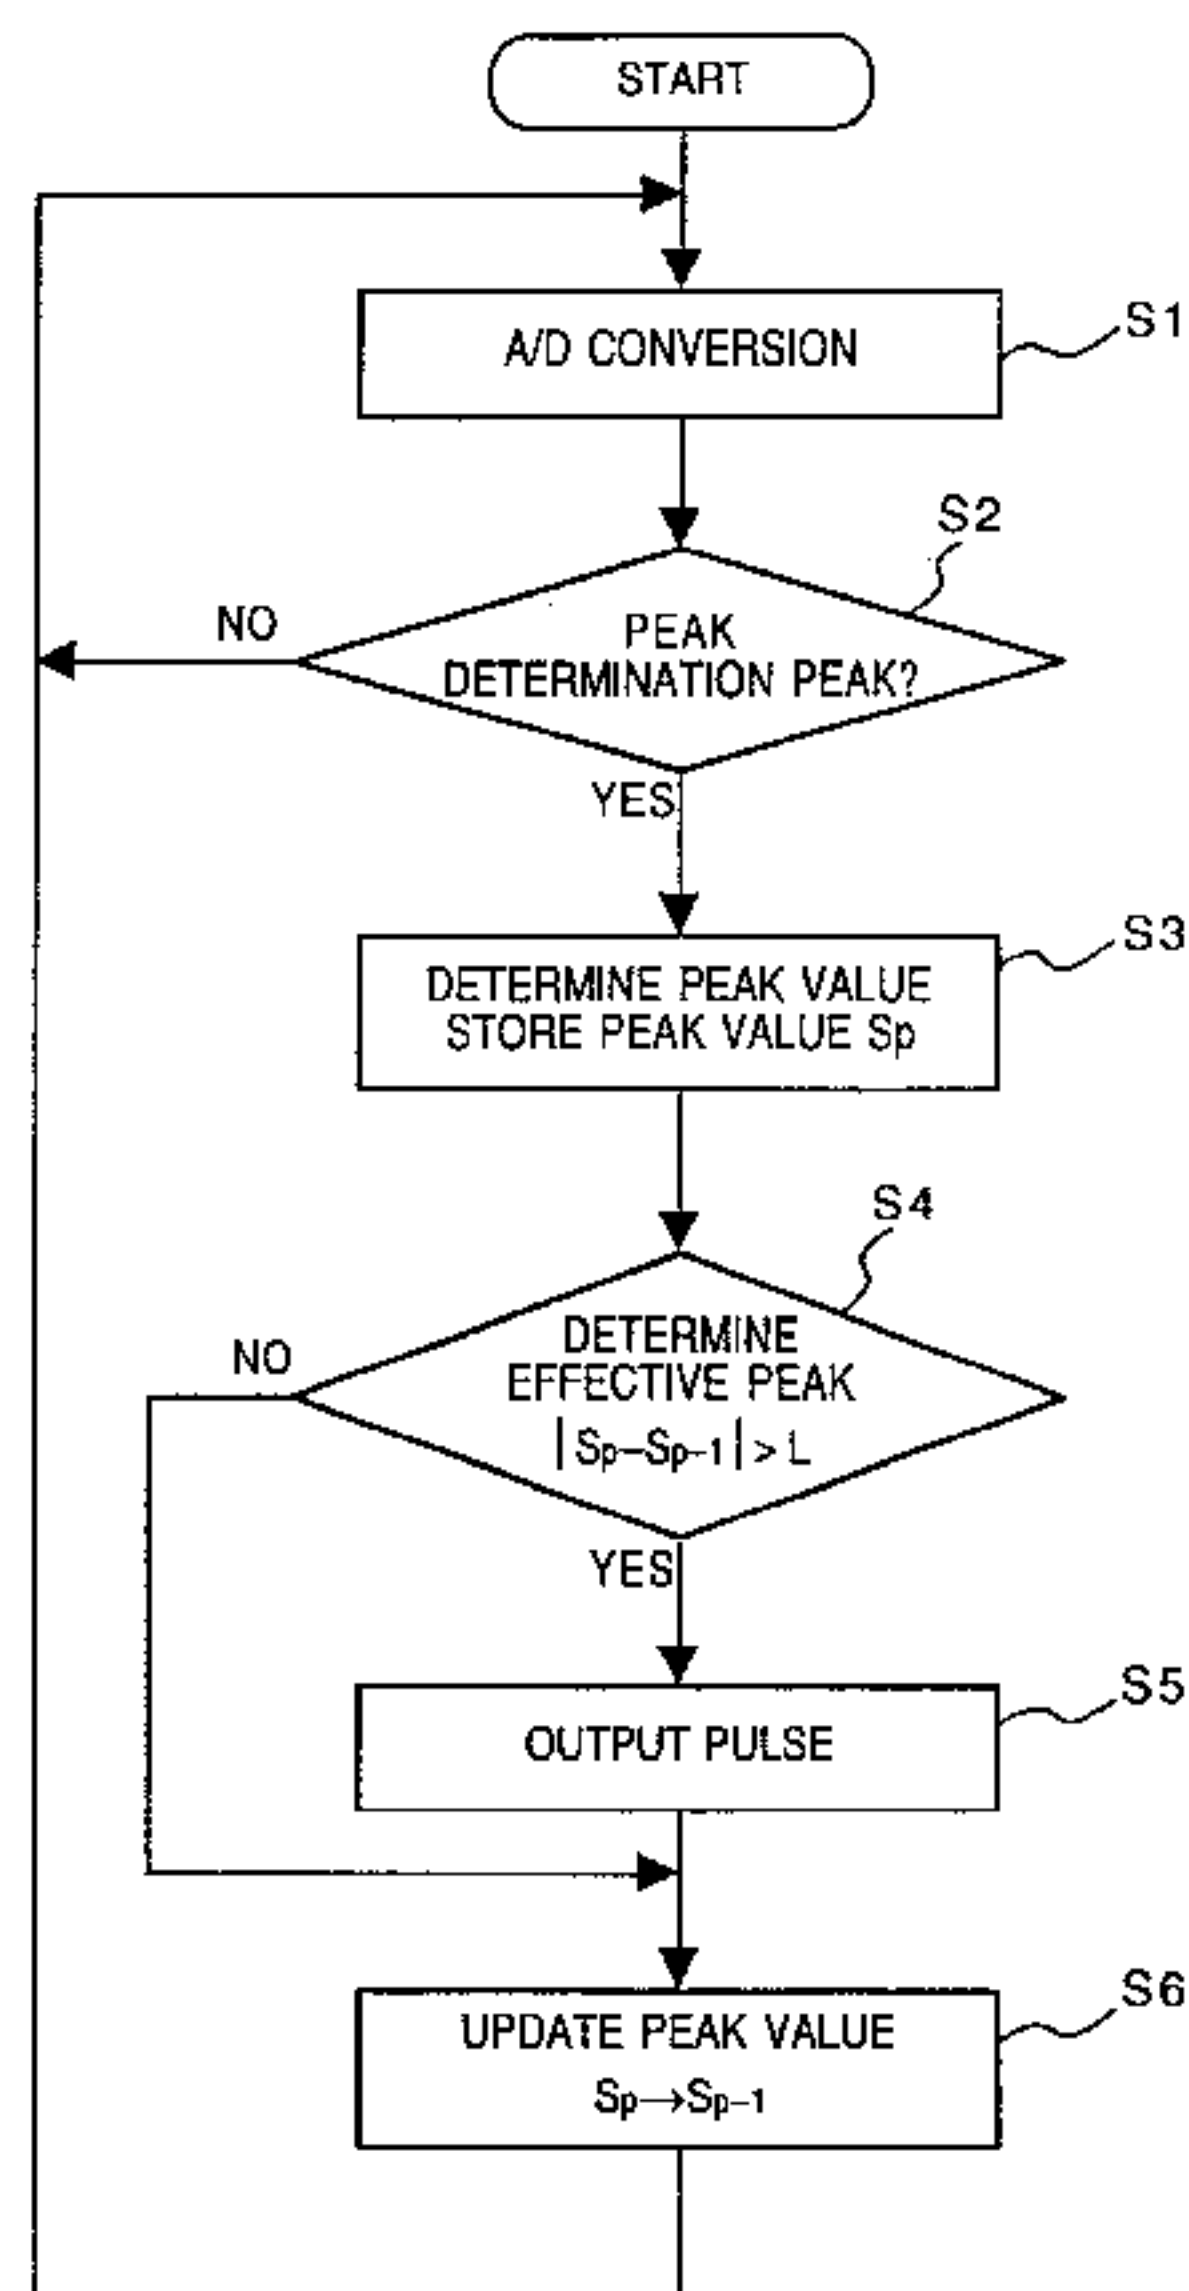 START
A/D CONVERSION
S1
S2
NO
PEAK
DETERMINATION PEAK?
YES
S3
DETERMINE PEAK VALUE
STORE PEAK VALUE Sp
S4
NO
DETERMINE
EFFECTIVE PEAK
|Sp−Sp−1| > L
YES
S5
OUTPUT PULSE
S6
UPDATE PEAK VALUE
Sp→Sp−1